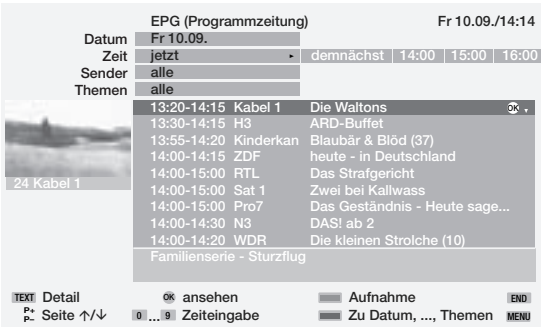 EPG (Programmzeitung) Fr 10.09./14:14
Datum Fr 10.09.
Zeit jetzt demnächst 14:00 15:00 16:00
Sender alle
Themen alle
13:20-14:15 Kabel 1 Die Waltons OK
13:30-14:15 H3 ARD-Buffet
13:55-14:20 Kinderkan Blaubär & Blöd (37)
14:00-14:15 ZDF heute - in Deutschland
14:00-15:00 RTL Das Strafgericht
14:00-15:00 Sat 1 Zwei bei Kallwass
14:00-15:00 Pro7 Das Geständnis - Heute sage...
14:00-14:30 N3 DAS! ab 2
14:00-14:20 WDR Die kleinen Strolche (10)
24 Kabel 1
Familienserie - Sturzflug
TEXT Detail OK ansehen Aufnahme END
P+ P- Seite ↑/↓ 0 ... 9 Zeiteingabe Zu Datum, ..., Themen MENU